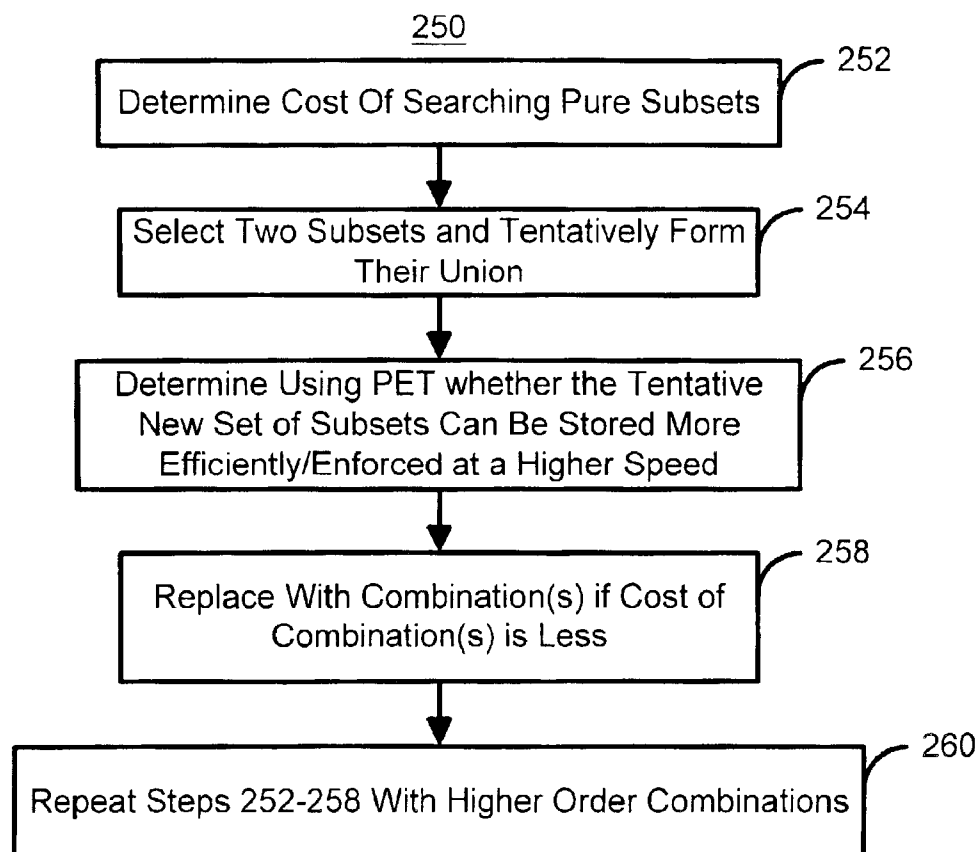 250
252
Determine Cost Of Searching Pure Subsets
254
Select Two Subsets and Tentatively Form
Their Union
256
Determine Using PET whether the Tentative
New Set of Subsets Can Be Stored More
Efficiently/Enforced at a Higher Speed
258
Replace With Combination(s) if Cost of
Combination(s) is Less
260
Repeat Steps 252-258 With Higher Order Combinations